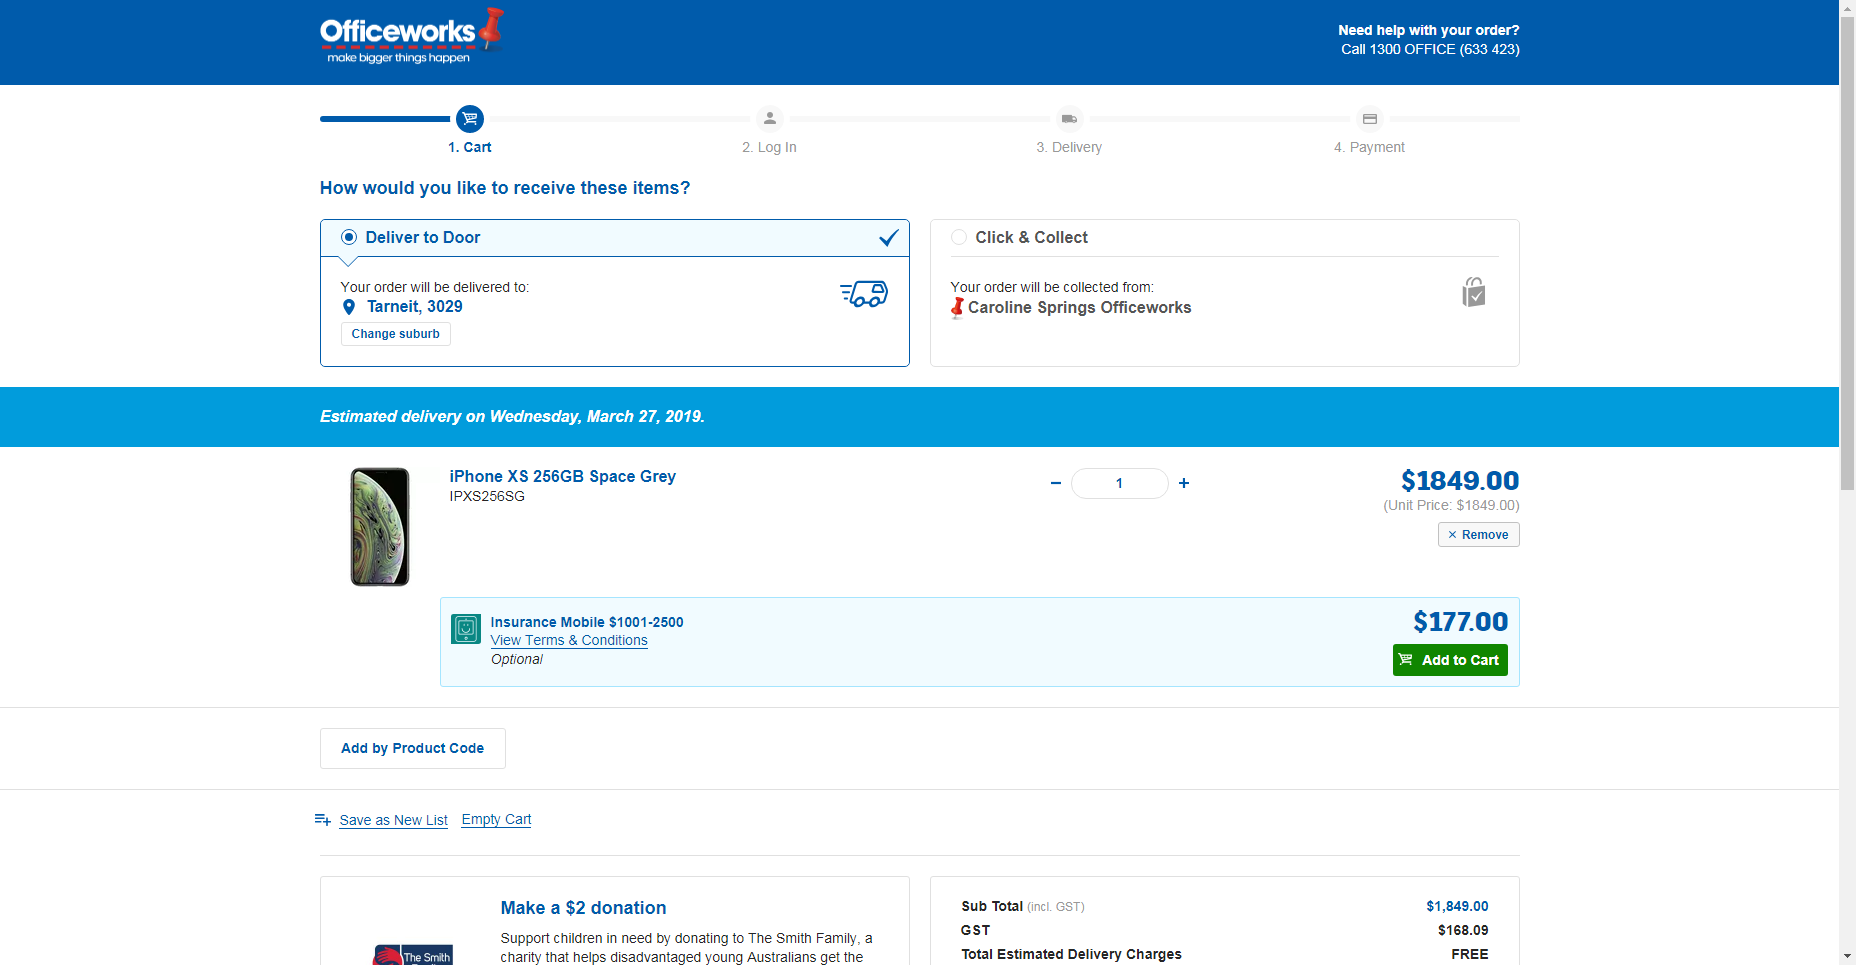 Officeworks
make bigger things happen
Need help with your order?
Call 1300 OFFICE (633 423)
1. Cart
2. Log In
3. Delivery
4. Payment
How would you like to receive these items?
Deliver to Door
Your order will be delivered to:
Tarneit, 3029
Change suburb
Click & Collect
Your order will be collected from:
Caroline Springs Officeworks
Estimated delivery on Wednesday, March 27, 2019.
iPhone XS 256GB Space Grey
IPXS256SG
− 1 +
$1849.00
(Unit Price: $1849.00)
× Remove
Insurance Mobile $1001-2500
View Terms & Conditions
Optional
$177.00
Add to Cart
Add by Product Code
Save as New List
Empty Cart
Make a $2 donation
Support children in need by donating to The Smith Family, a
charity that helps disadvantaged young Australians get the
The Smith
Sub Total (incl. GST) $1,849.00
GST $168.09
Total Estimated Delivery Charges FREE